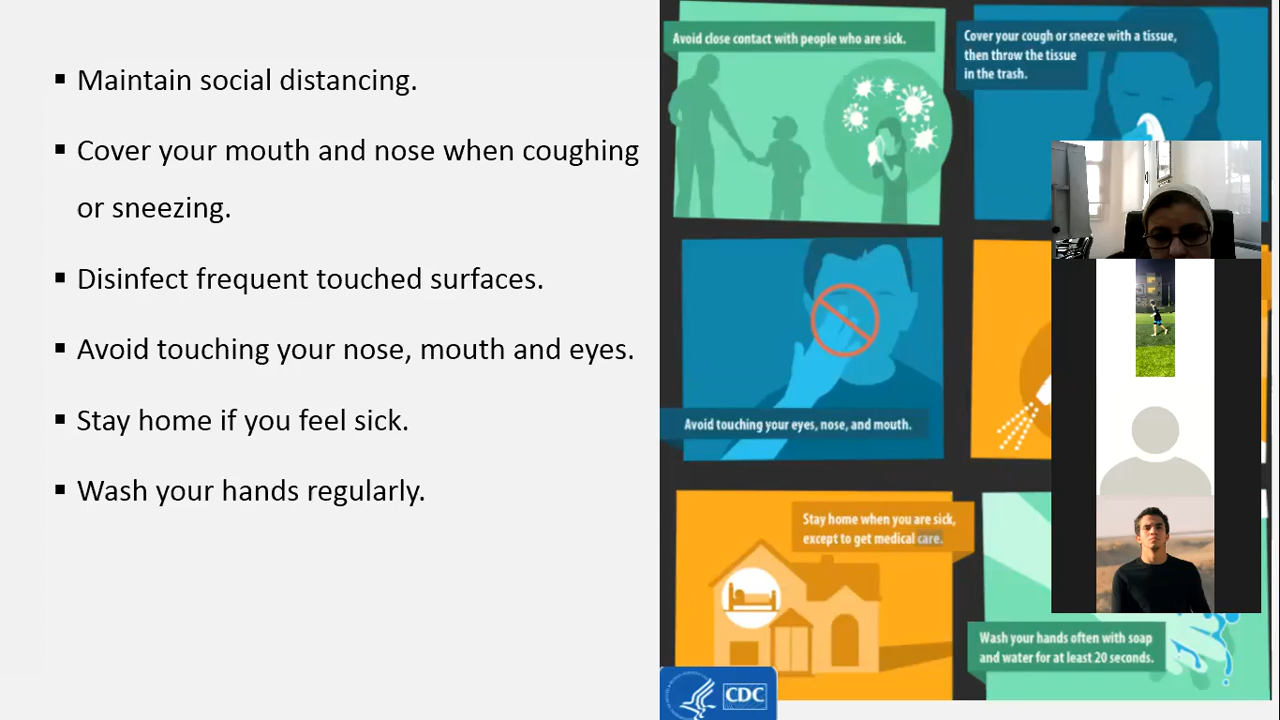 ▪ Maintain social distancing.
▪ Cover your mouth and nose when coughing
or sneezing.
▪ Disinfect frequent touched surfaces.
▪ Avoid touching your nose, mouth and eyes.
▪ Stay home if you feel sick.
▪ Wash your hands regularly.
Avoid close contact with people who are sick.
Cover your cough or sneeze with a tissue,
then throw the tissue
in the trash.
Avoid touching your eyes, nose, and mouth.
Stay home when you are sick,
except to get medical care.
Wash your hands often with soap
and water for at least 20 seconds.
CDC